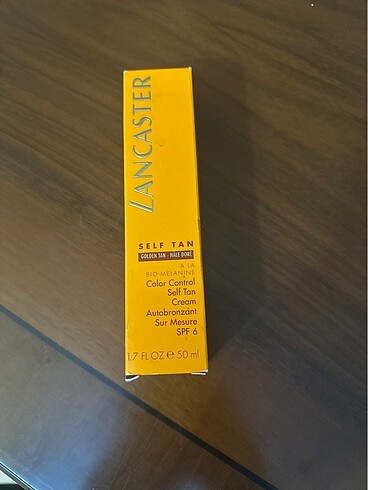 LANCASTER
SELF TAN
GOLDEN TAN - HALE DORE
A LA
BIO-MELANINE
Color Control
Self Tan
Cream
Autobronzant
Sur Mesure
SPF 6
1.7 FL OZ e 50 ml